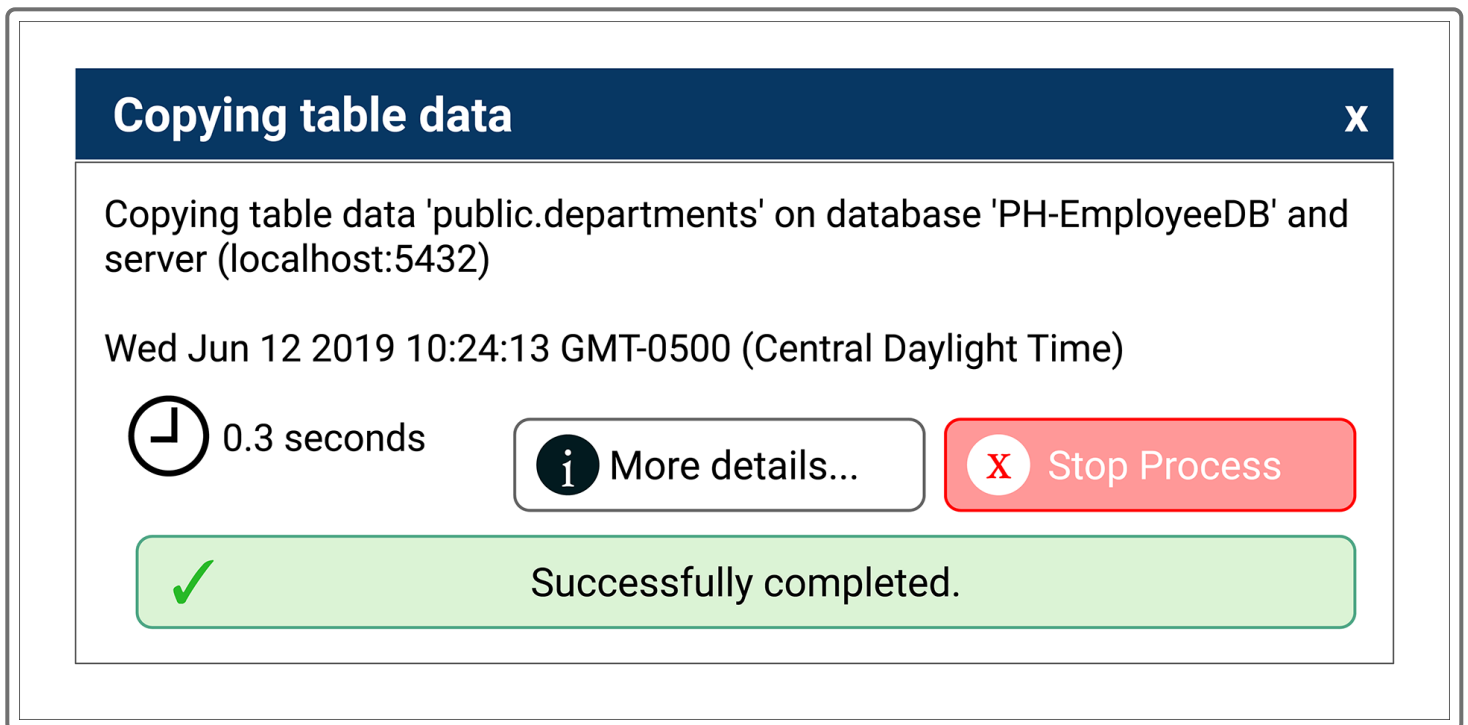 Copying table data
x
Copying table data 'public.departments' on database 'PH-EmployeeDB' and
server (localhost:5432)
Wed Jun 12 2019 10:24:13 GMT-0500 (Central Daylight Time)
0.3 seconds
i More details...
x Stop Process
✓ Successfully completed.